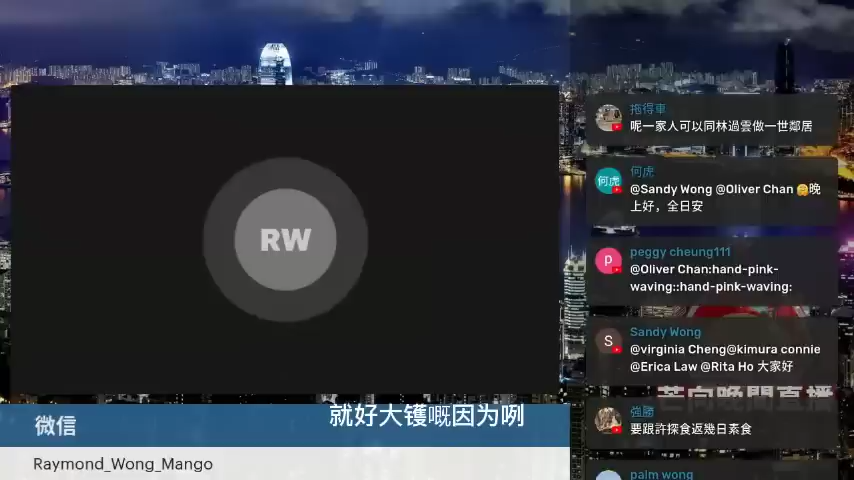 RW
就好大镬嘅因为咧
微信
Raymond_Wong_Mango
拖得車
呢一家人可以同林過雲做一世鄰居
何虎
何虎
@Sandy Wong @Oliver Chan 🤗晚
上好，全日安
p
peggy cheung111
@Oliver Chan:hand-pink-
waving::hand-pink-waving:
S
Sandy Wong
@virginia Cheng@kimura connie
@Erica Law @Rita Ho 大家好
強勝
要跟許探食返幾日素食
palm wong